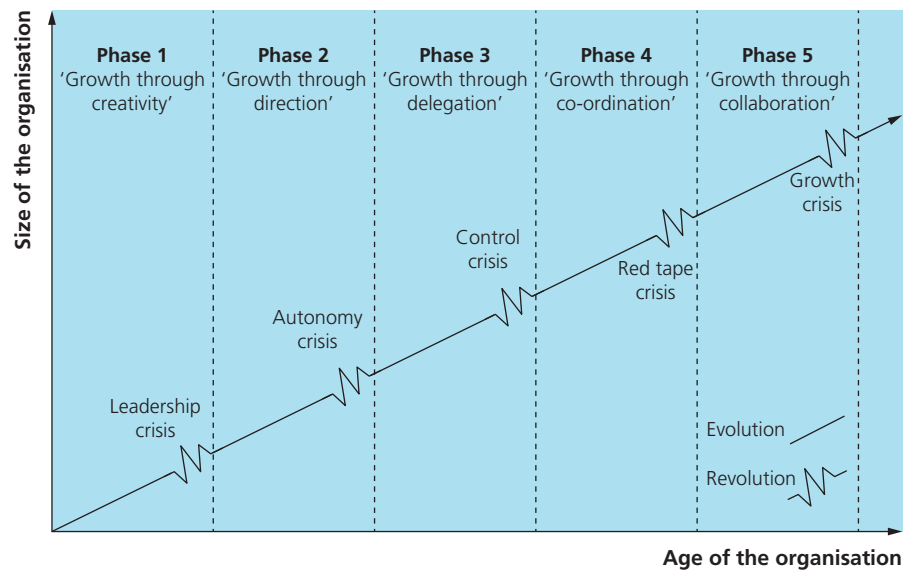 Size of the organisation
Phase 1
‘Growth through
creativity’
Phase 2
‘Growth through
direction’
Phase 3
‘Growth through
delegation’
Phase 4
‘Growth through
co-ordination’
Phase 5
‘Growth through
collaboration’
Leadership
crisis
Autonomy
crisis
Control
crisis
Red tape
crisis
Growth
crisis
Evolution
Revolution
Age of the organisation